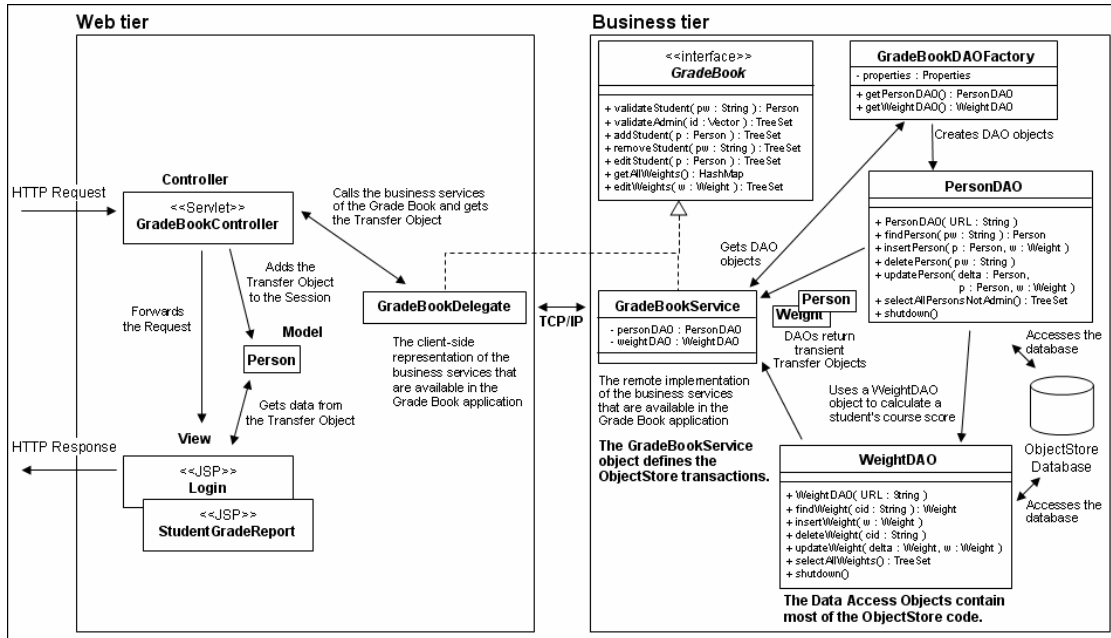 Web tier
Business tier
HTTP Request
Controller
<<Servlet>>
GradeBookController
Calls the business services
of the Grade Book and gets
the Transfer Object
Adds the
Transfer Object
to the Session
Forwards
the Request
Model
Person
Gets data from
the Transfer Object
View
HTTP Response
<<JSP>>
Login
<<JSP>>
StudentGradeReport
GradeBookDelegate
The client-side
representation of the
business services that
are available in the
Grade Book application
TCP/IP
<<interface>>
GradeBook
+ validateStudent( pw : String ) : Person
+ validateAdmin( id : Vector ) : TreeSet
+ addStudent( p : Person ) : TreeSet
+ removeStudent( pw : String ) : TreeSet
+ editStudent( p : Person ) : TreeSet
+ getAllWeights() : HashMap
+ editWeights( w : Weight ) : TreeSet
GradeBookDAOFactory
- properties : Properties
+ getPersonDAO() : PersonDAO
+ getWeightDAO() : WeightDAO
Creates DAO objects
Gets DAO
objects
PersonDAO
+ PersonDAO( URL : String )
+ findPerson( pw : String ) : Person
+ insertPerson( p : Person, w : Weight )
+ deletePerson( pw : String )
+ updatePerson( delta : Person,
p : Person, w : Weight )
+ selectAllPersonsNotAdmin() : TreeSet
+ shutdown()
GradeBookService
- personDAO : PersonDAO
- weightDAO : WeightDAO
Person
Weight
DAOs return
transient
Transfer Objects
The remote implementation
of the business services
that are available in the
Grade Book application
The GradeBookService
object defines the
ObjectStore transactions.
Uses a WeightDAO
object to calculate a
student's course score
Accesses the
database
ObjectStore
Database
Accesses the
database
WeightDAO
+ WeightDAO( URL : String )
+ findWeight( cid : String ) : Weight
+ insertWeight( w : Weight )
+ deleteWeight( cid : String )
+ updateWeight( delta : Weight, w : Weight )
+ selectAllWeights() : TreeSet
+ shutdown()
The Data Access Objects contain
most of the ObjectStore code.